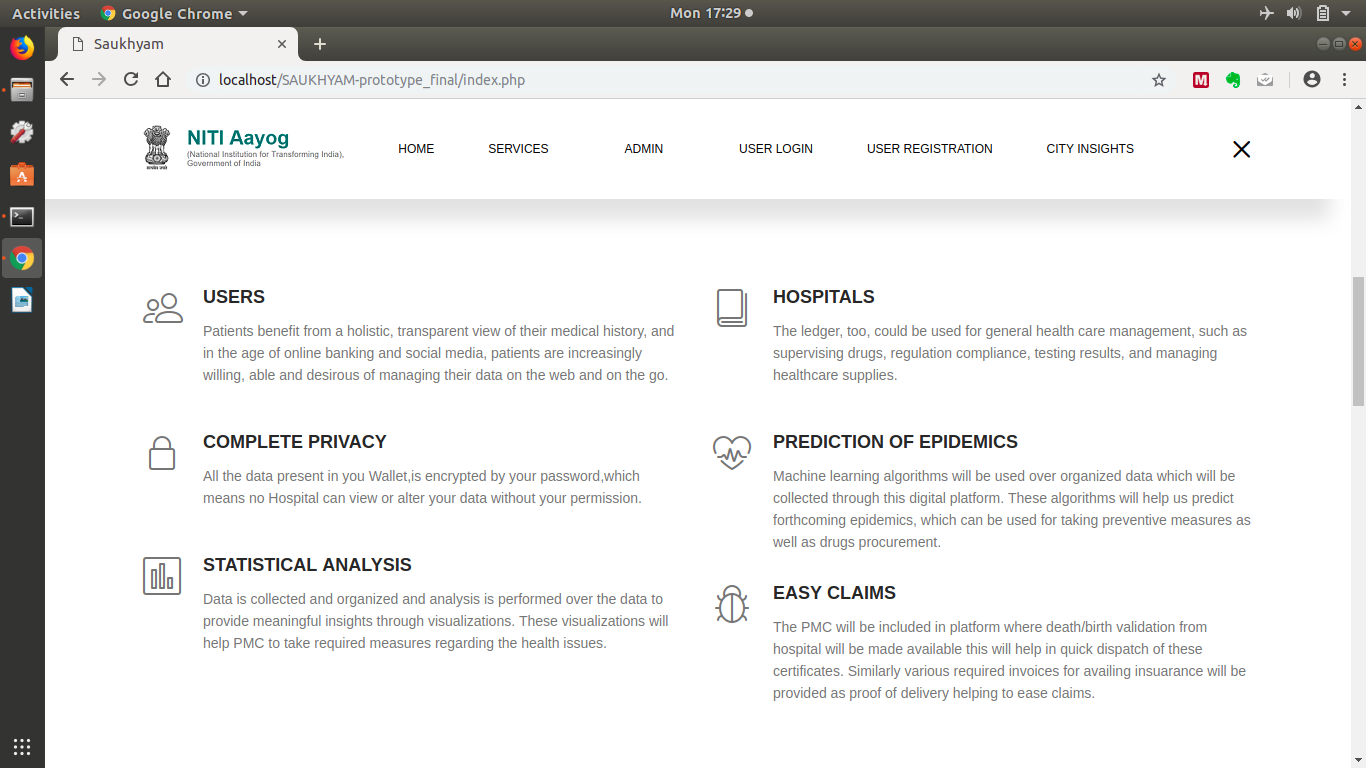 Activities Google Chrome Mon 17:29
Saukhyam
localhost/SAUKHYAM-prototype_final/index.php
NITI Aayog
(National Institution for Transforming India),
Government of India
HOME SERVICES ADMIN USER LOGIN USER REGISTRATION CITY INSIGHTS
USERS
Patients benefit from a holistic, transparent view of their medical history, and
in the age of online banking and social media, patients are increasingly
willing, able and desirous of managing their data on the web and on the go.
HOSPITALS
The ledger, too, could be used for general health care management, such as
supervising drugs, regulation compliance, testing results, and managing
healthcare supplies.
COMPLETE PRIVACY
All the data present in you Wallet,is encrypted by your password,which
means no Hospital can view or alter your data without your permission.
PREDICTION OF EPIDEMICS
Machine learning algorithms will be used over organized data which will be
collected through this digital platform. These algorithms will help us predict
forthcoming epidemics, which can be used for taking preventive measures as
well as drugs procurement.
STATISTICAL ANALYSIS
Data is collected and organized and analysis is performed over the data to
provide meaningful insights through visualizations. These visualizations will
help PMC to take required measures regarding the health issues.
EASY CLAIMS
The PMC will be included in platform where death/birth validation from
hospital will be made available this will help in quick dispatch of these
certificates. Similarly various required invoices for availing insuarance will be
provided as proof of delivery helping to ease claims.